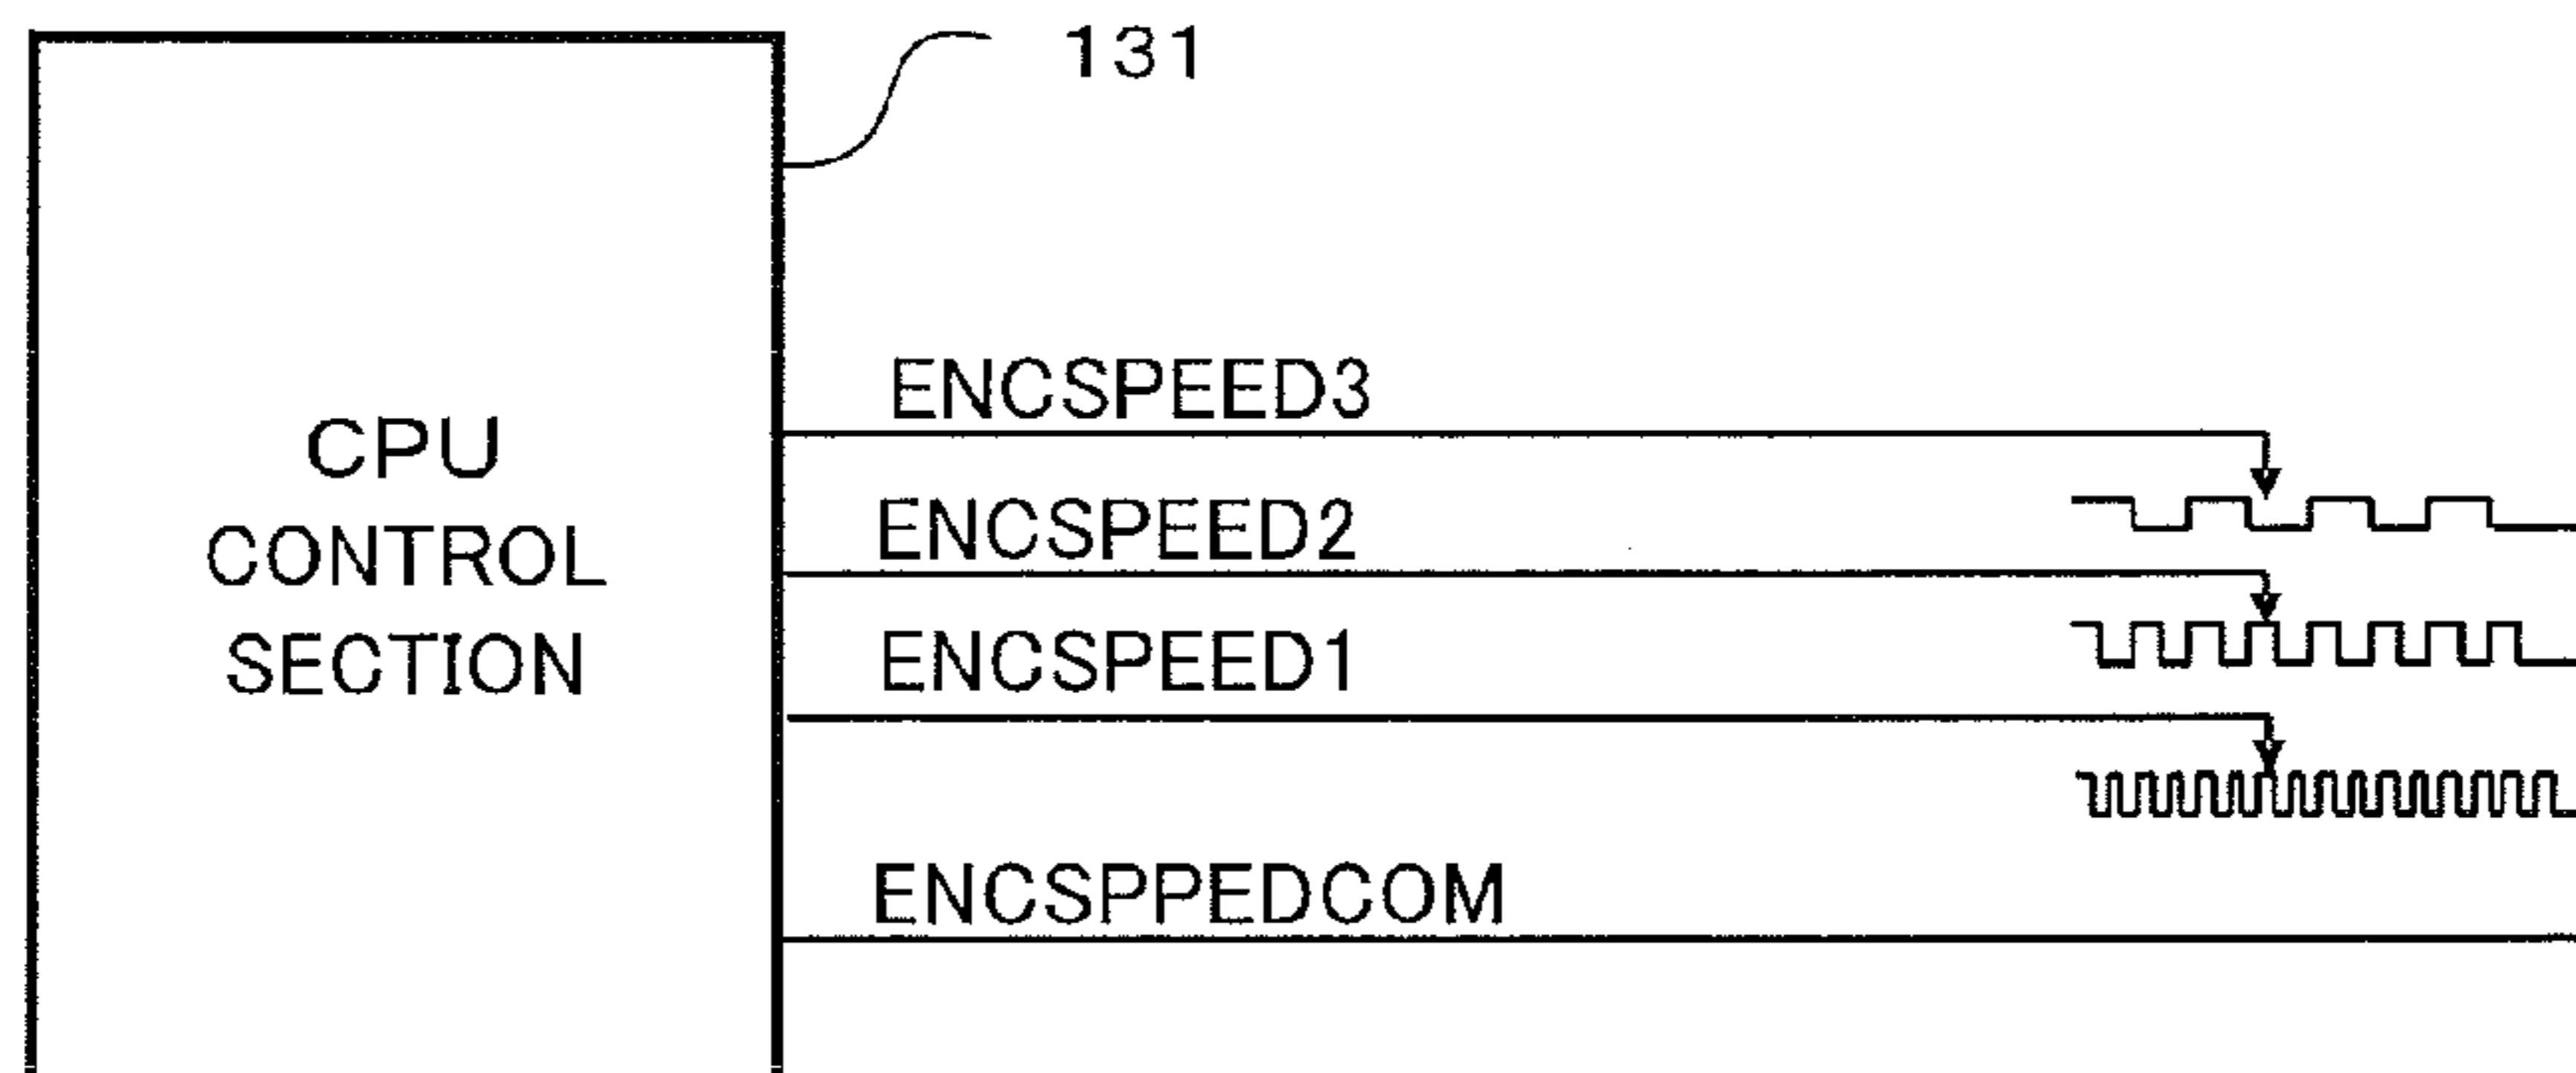 131
ENCSPEED3
CPU
CONTROL
SECTION
ENCSPEED2
ENCSPEED1
ENCSPPEDCOM